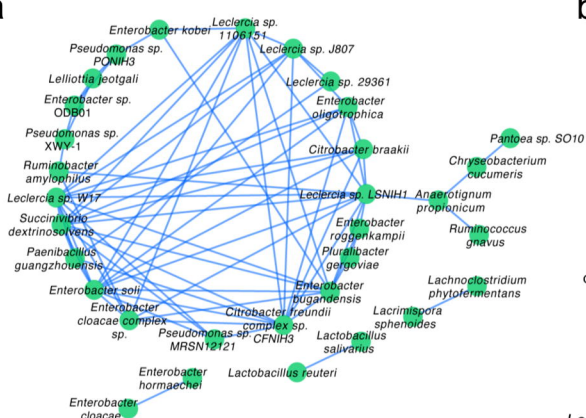 a
b
Enterobacter kobei
Leclercia sp.
1106151
Pseudomonas sp.
PONIH3
Leclercia sp. J807
Lelliottia jeotgali
Leclercia sp. 29361
Enterobacter sp.
ODB01
Enterobacter
oligotrophica
Pseudomonas sp.
XWY-1
Citrobacter braakii
Pantoea sp. SO10
Ruminobacter
amylophilus
Chryseobacterium
cucumeris
Leclercia sp. W17
Leclercia sp. LSNIH1
Anaerotignum
propionicum
Succinivibrio
dextrinosolvens
Enterobacter
roggenkampii
Ruminococcus
gnavus
Paenibacillus
guangzhouensis
Pluralibacter
gergoviae
Enterobacter soli
Enterobacter
bugandensis
Lachnoclostridium
phytofermentans
Enterobacter
cloacae complex
sp.
Citrobacter freundii
complex sp.
CFNIH3
Lacrimispora
sphenoides
Pseudomonas sp.
MRSN12121
Lactobacillus
salivarius
Enterobacter
hormaechei
Lactobacillus reuteri
Enterobacter
cloacae